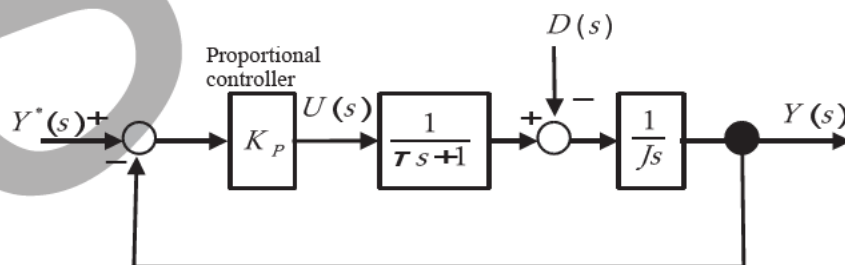 D(s)
Proportional
controller
Y*(s) +
−
K_P
U(s)
1
τs+1
+
−
1
Js
Y(s)